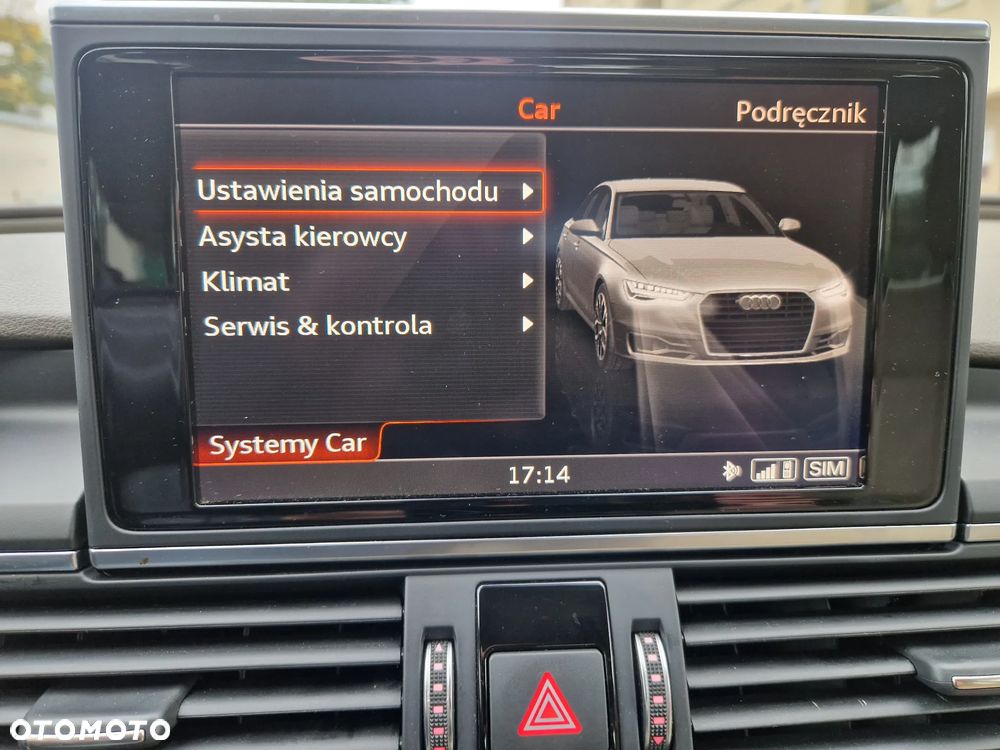 Car
Podręcznik
Ustawienia samochodu
Asysta kierowcy
Klimat
Serwis & kontrola
Systemy Car
17:14
SIM
OTOMOTO